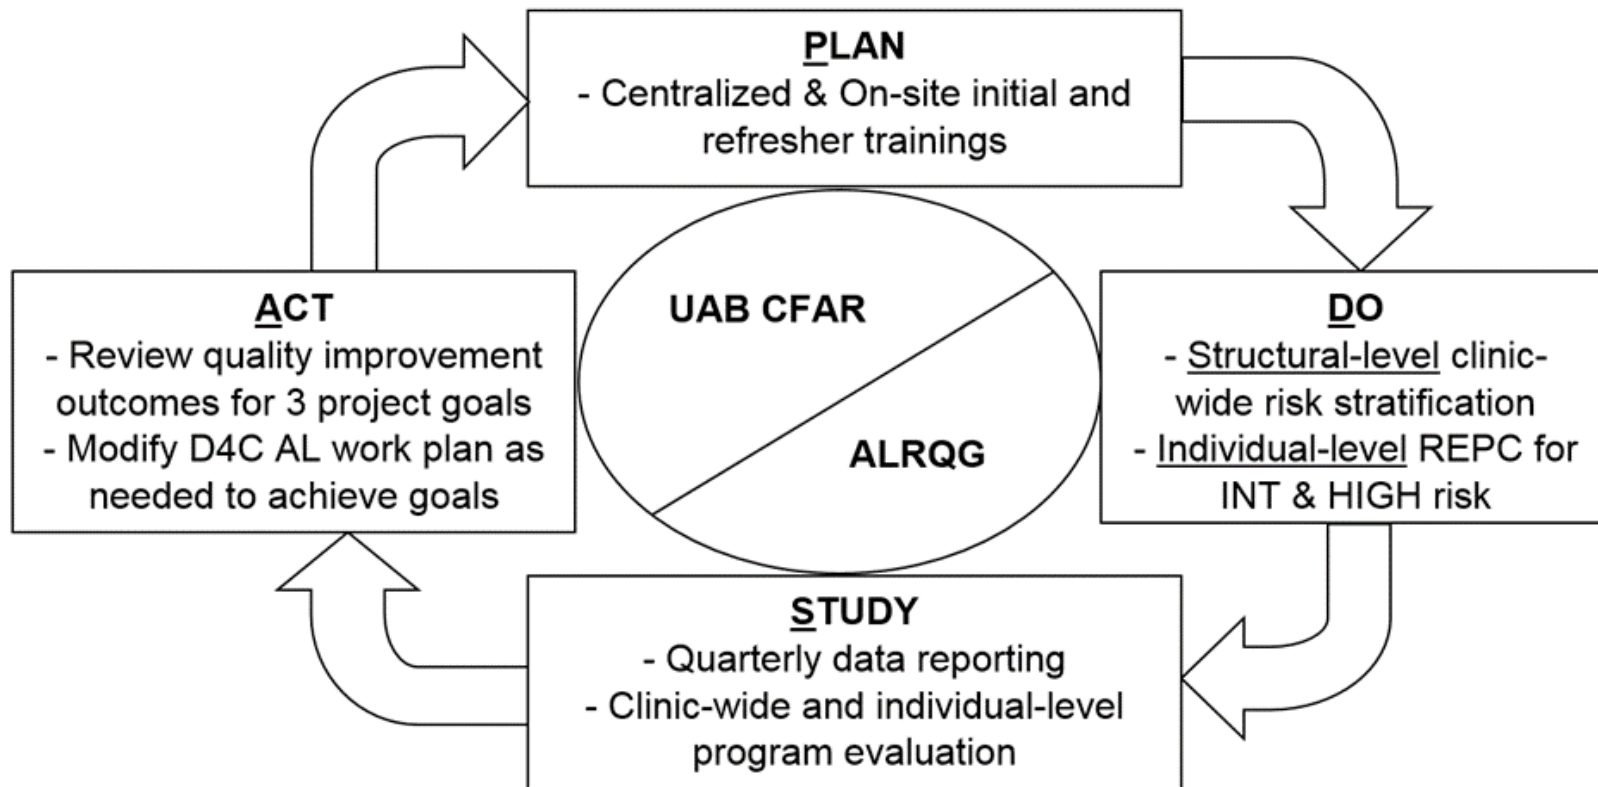 PLAN
- Centralized & On-site initial and
refresher trainings
ACT
- Review quality improvement
outcomes for 3 project goals
- Modify D4C AL work plan as
needed to achieve goals
UAB CFAR
ALRQG
DO
- Structural-level clinic-
wide risk stratification
- Individual-level REPC for
INT & HIGH risk
STUDY
- Quarterly data reporting
- Clinic-wide and individual-level
program evaluation